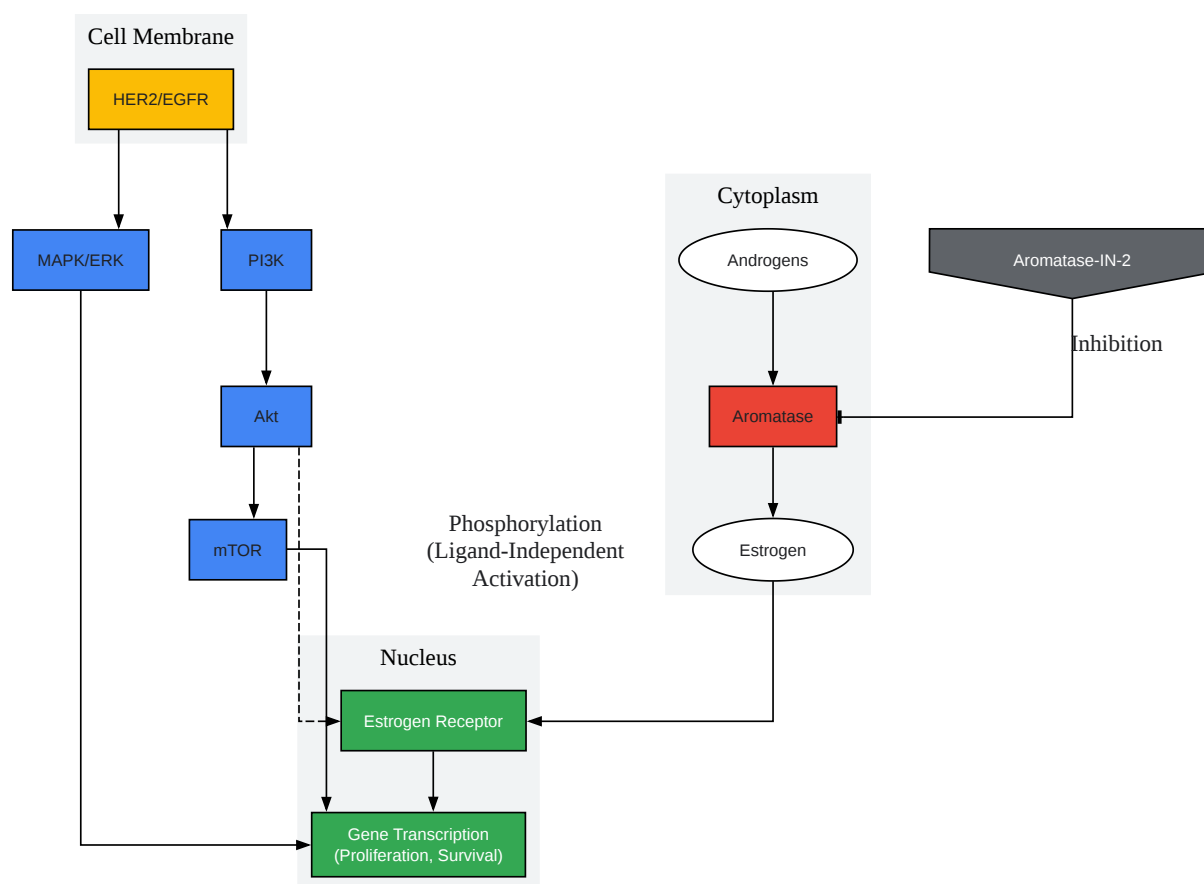 Cell Membrane
HER2/EGFR
Cytoplasm
MAPK/ERK
PI3K
Androgens
Aromatase-IN-2
Inhibition
Akt
Aromatase
Phosphorylation
(Ligand-Independent
Activation)
mTOR
Estrogen
Nucleus
Estrogen Receptor
Gene Transcription
(Proliferation, Survival)